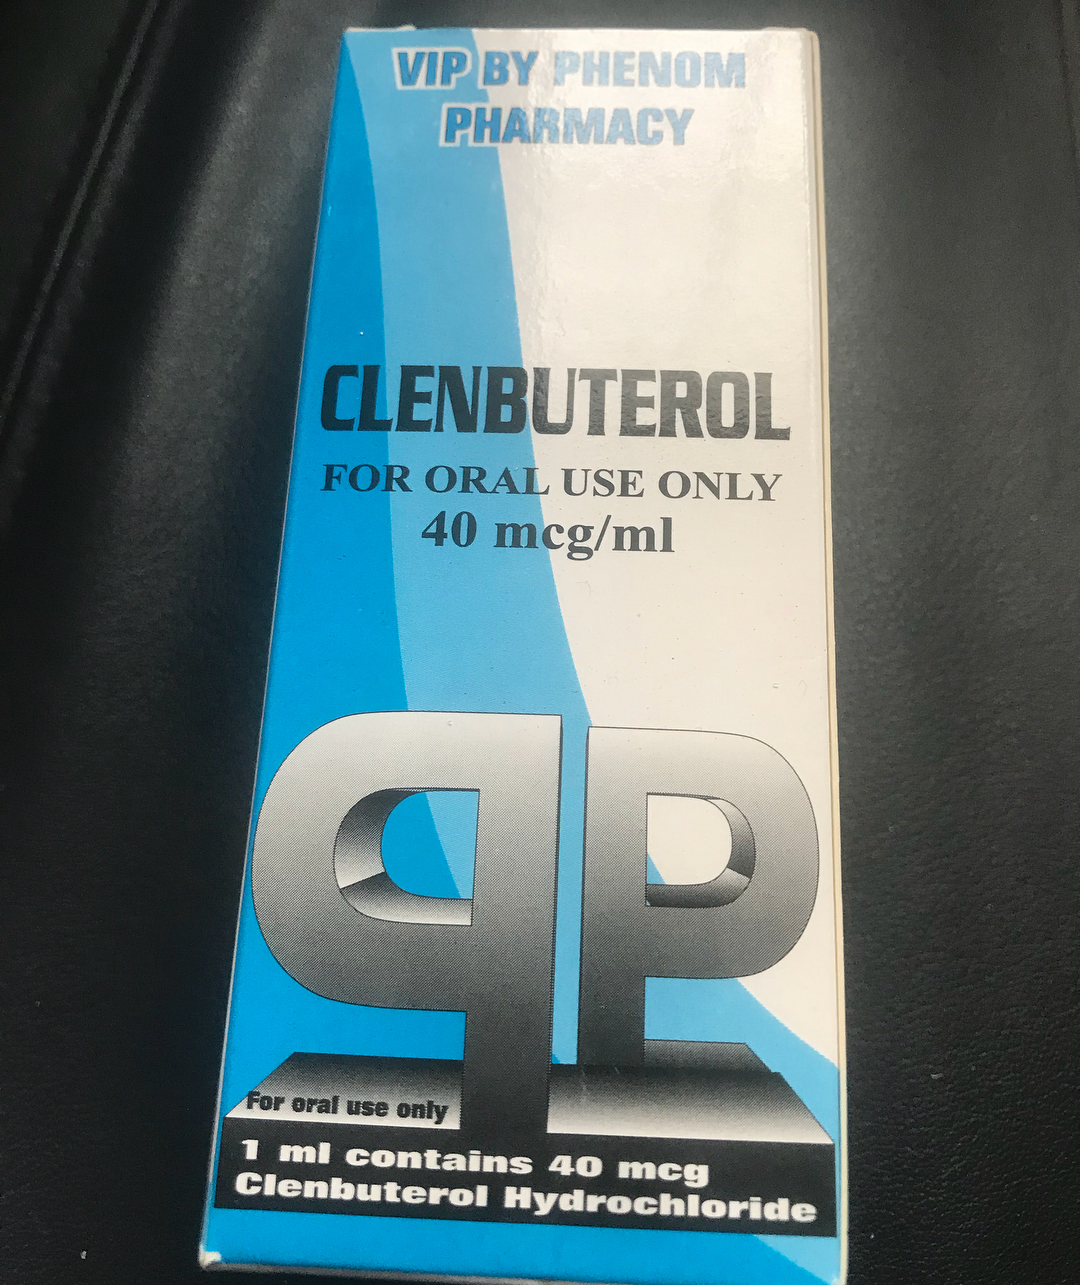 VIP BY PHENOM
PHARMACY
CLENBUTEROL
FOR ORAL USE ONLY
40 mcg/ml
PP
For oral use only
1 ml contains 40 mcg
Clenbuterol Hydrochloride